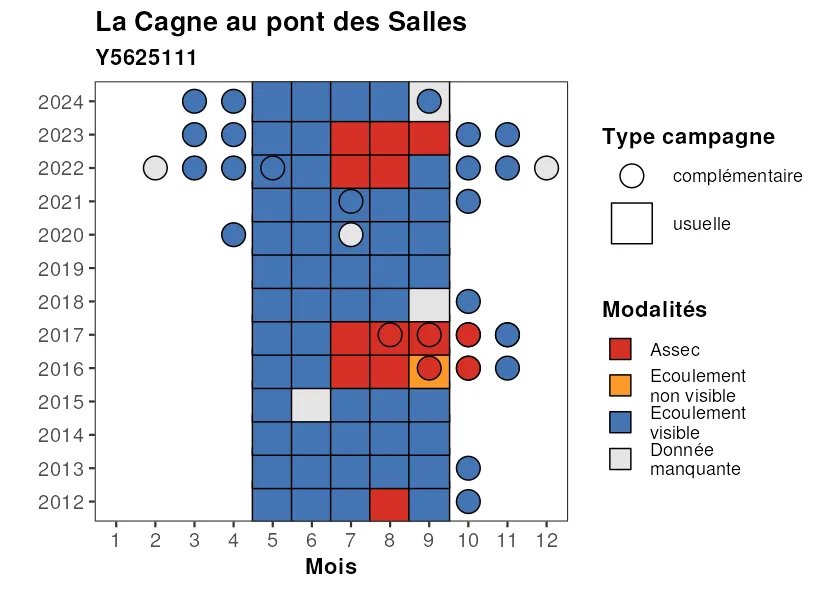 La Cagne au pont des Salles
Y5625111
2024
2023
2022
2021
2020
2019
2018
2017
2016
2015
2014
2013
2012
1 2 3 4 5 6 7 8 9 10 11 12
Mois
Type campagne
complémentaire
usuelle
Modalités
Assec
Ecoulement
non visible
Ecoulement
visible
Donnée
manquante